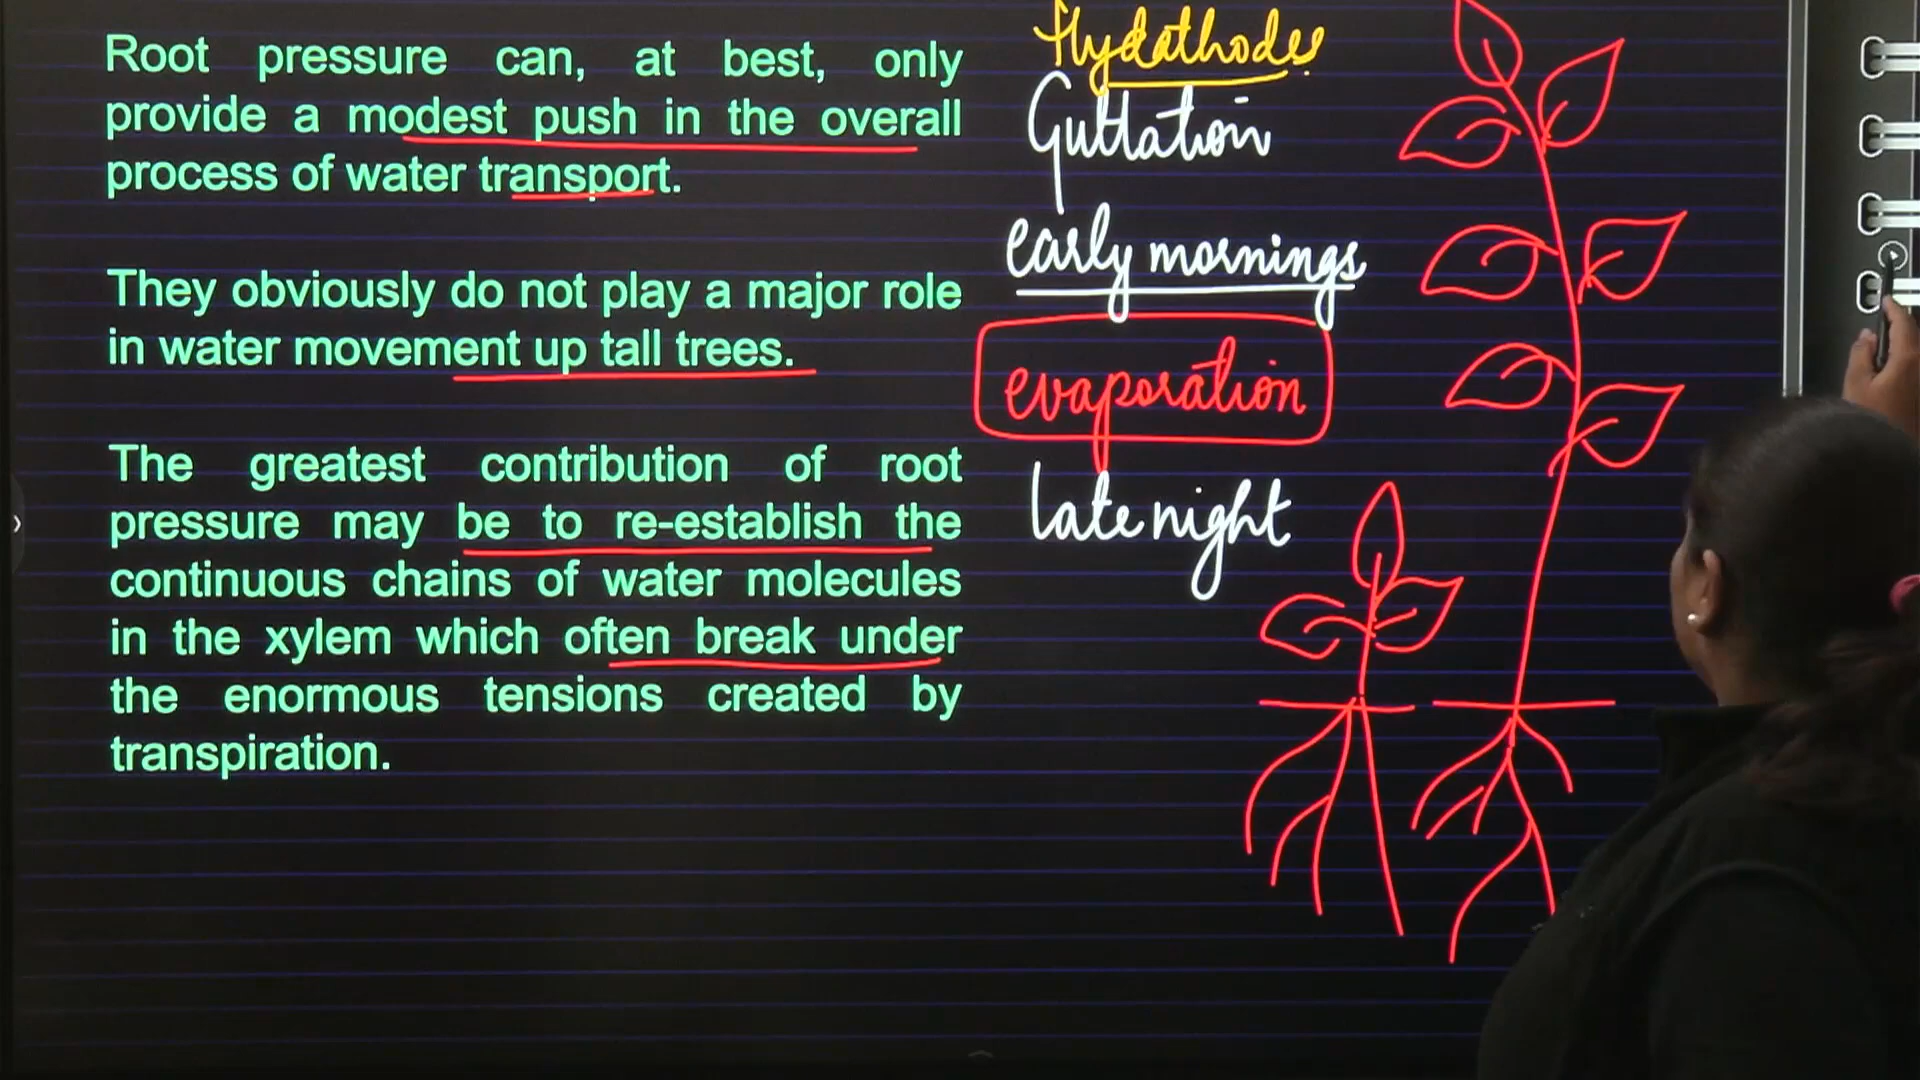 Root pressure can, at best, only
provide a modest push in the overall
process of water transport.
They obviously do not play a major role
in water movement up tall trees.
The greatest contribution of root
pressure may be to re-establish the
continuous chains of water molecules
in the xylem which often break under
the enormous tensions created by
transpiration.
Hydathodes
Guttation
early mornings
evaporation
late night